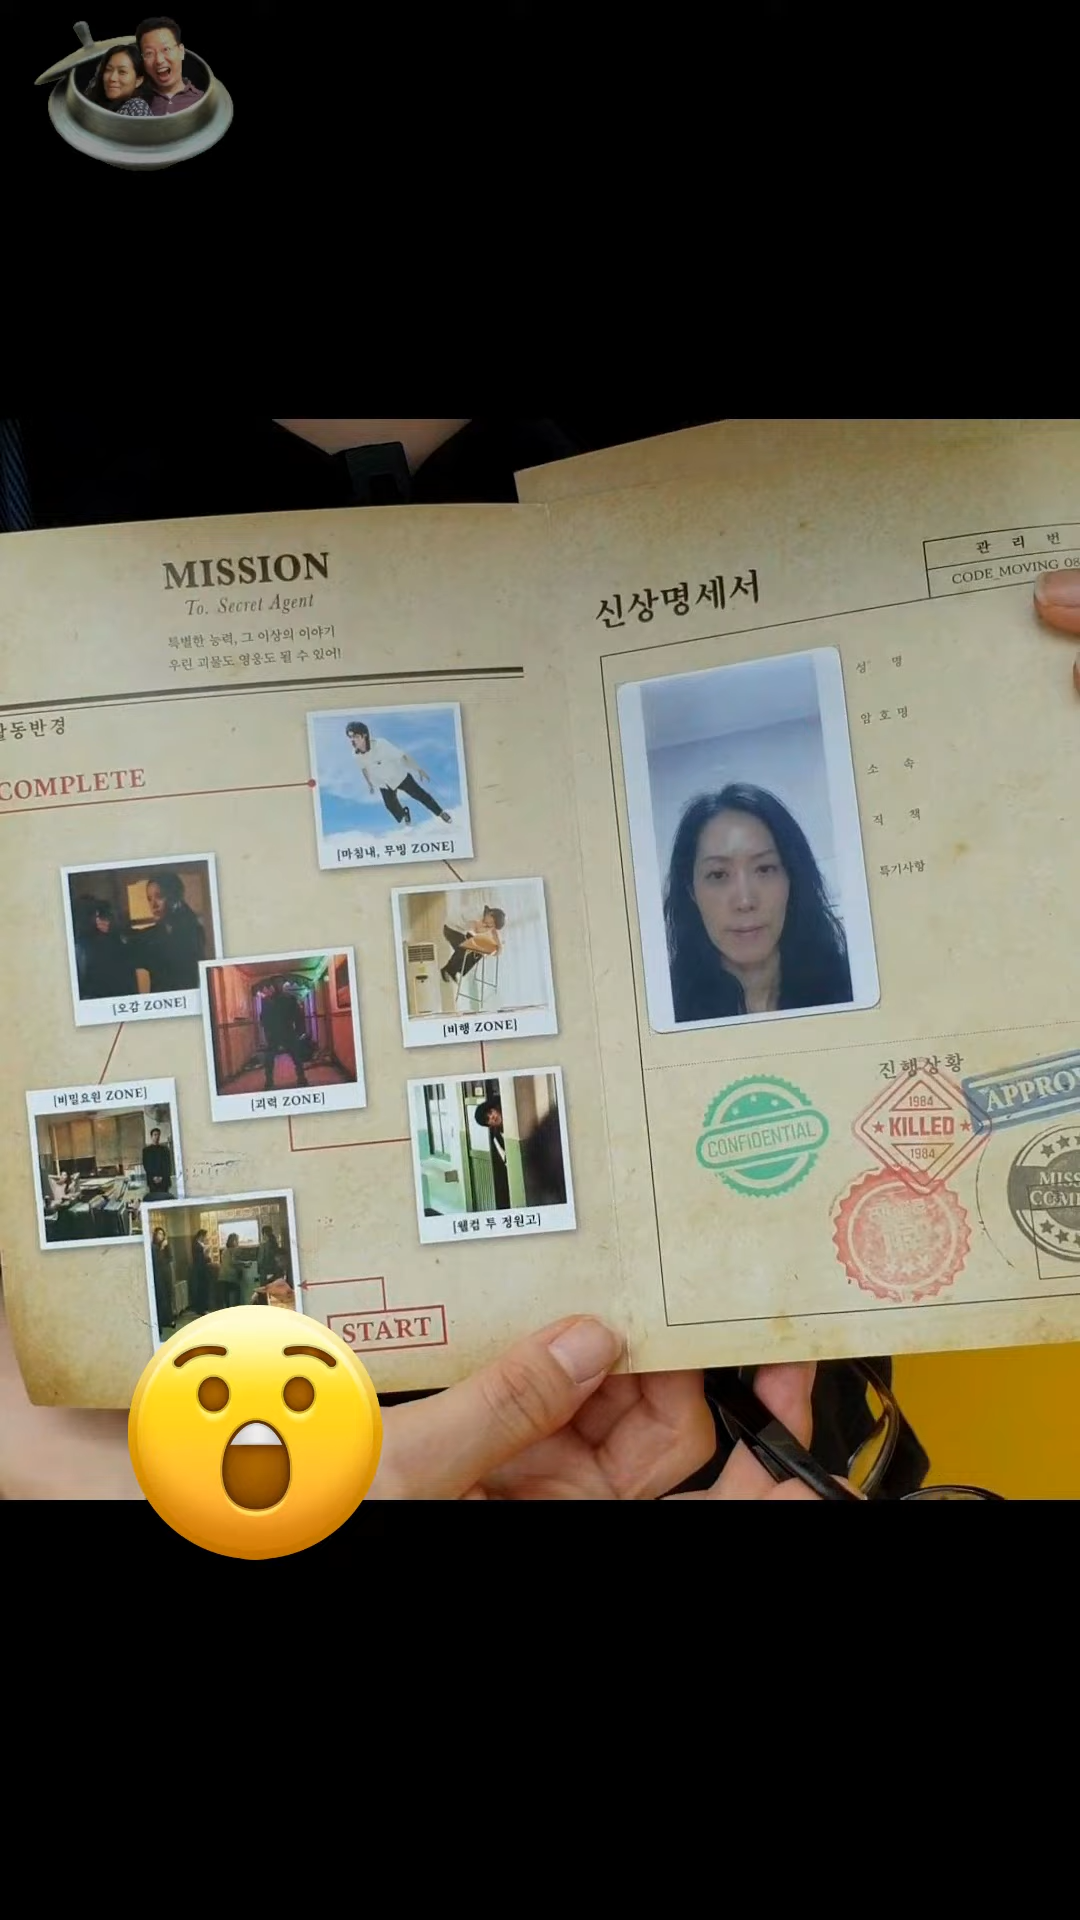 MISSION
To. Secret Agent
특별한 능력, 그 이상의 이야기
우린 괴물도 영웅도 될 수 있어!
동반경
COMPLETE
[마침내, 무빙 ZONE]
[오감 ZONE]
[비행 ZONE]
[괴력 ZONE]
[비밀요원 ZONE]
[웰컴 투 정원고]
START
관 리 번
CODE_MOVING_08
신상명세서
성 명
암 호 명
소 속
직 책
특기사항
진행상황
CONFIDENTIAL
1984
KILLED
1984
APPRO
MISS
COMP